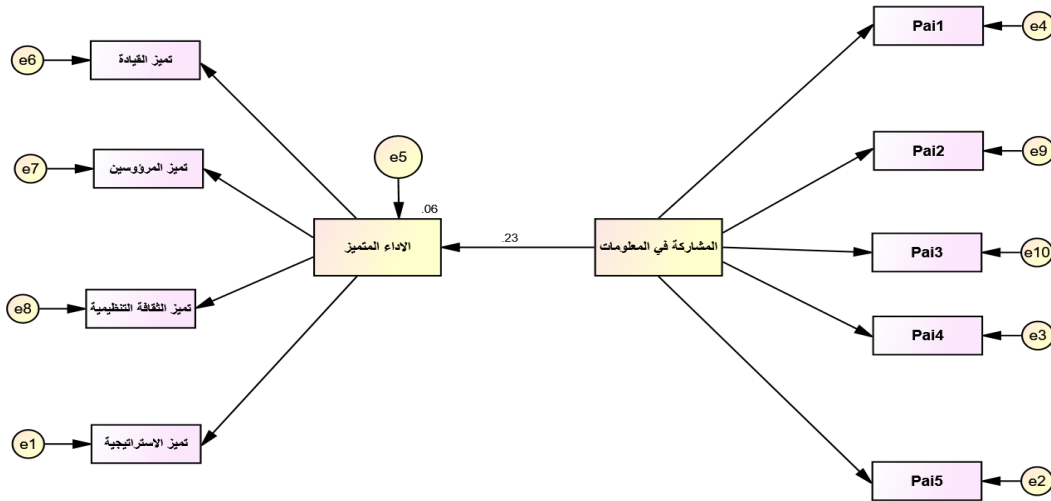 e6
تميز القيادة
e7
تميز المرؤوسين
e8
تميز الثقافة التنظيمية
e1
تميز الاستراتيجية
e5
.06
الاداء المتميز
.23
المشاركة في المعلومات
Pai1
e4
Pai2
e9
Pai3
e10
Pai4
e3
Pai5
e2